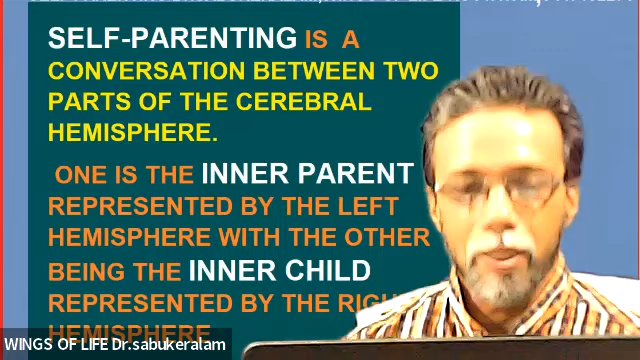 SELF-PARENTING IS A
CONVERSATION BETWEEN TWO
PARTS OF THE CEREBRAL
HEMISPHERE.
ONE IS THE INNER PARENT
REPRESENTED BY THE LEFT
HEMISPHERE WITH THE OTHER
BEING THE INNER CHILD
REPRESENTED BY THE
HEMISPHERE
WINGS OF LIFE Dr.sabukeralam